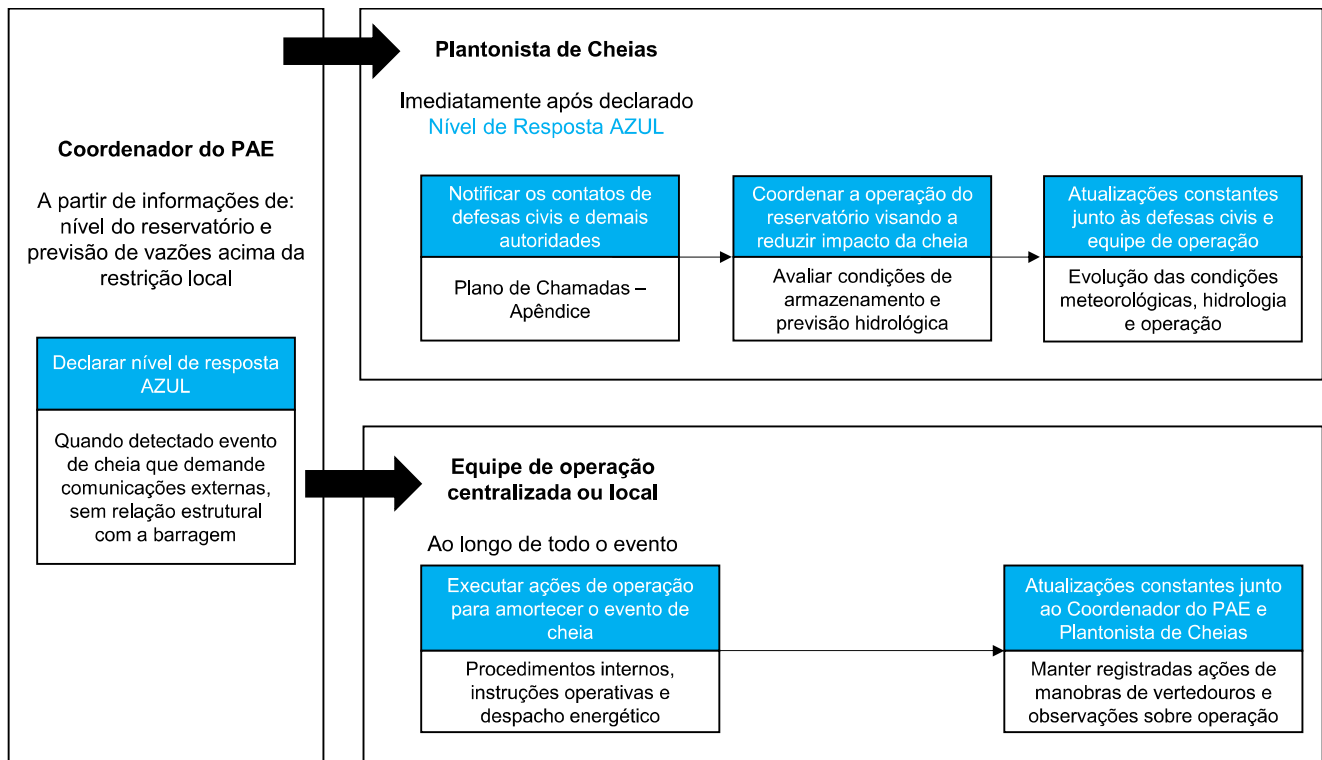 Coordenador do PAE
A partir de informações de:
nível do reservatório e
previsão de vazões acima da
restrição local
Declarar nível de resposta
AZUL
Quando detectado evento
de cheia que demande
comunicações externas,
sem relação estrutural
com a barragem
Plantonista de Cheias
Imediatamente após declarado
Nível de Resposta AZUL
Notificar os contatos de
defesas civis e demais
autoridades
Plano de Chamadas –
Apêndice
Coordenar a operação do
reservatório visando a
reduzir impacto da cheia
Avaliar condições de
armazenamento e
previsão hidrológica
Atualizações constantes
junto às defesas civis e
equipe de operação
Evolução das condições
meteorológicas, hidrologia
e operação
Equipe de operação
centralizada ou local
Ao longo de todo o evento
Executar ações de operação
para amortecer o evento de
cheia
Procedimentos internos,
instruções operativas e
despacho energético
Atualizações constantes junto
ao Coordenador do PAE e
Plantonista de Cheias
Manter registradas ações de
manobras de vertedouros e
observações sobre operação